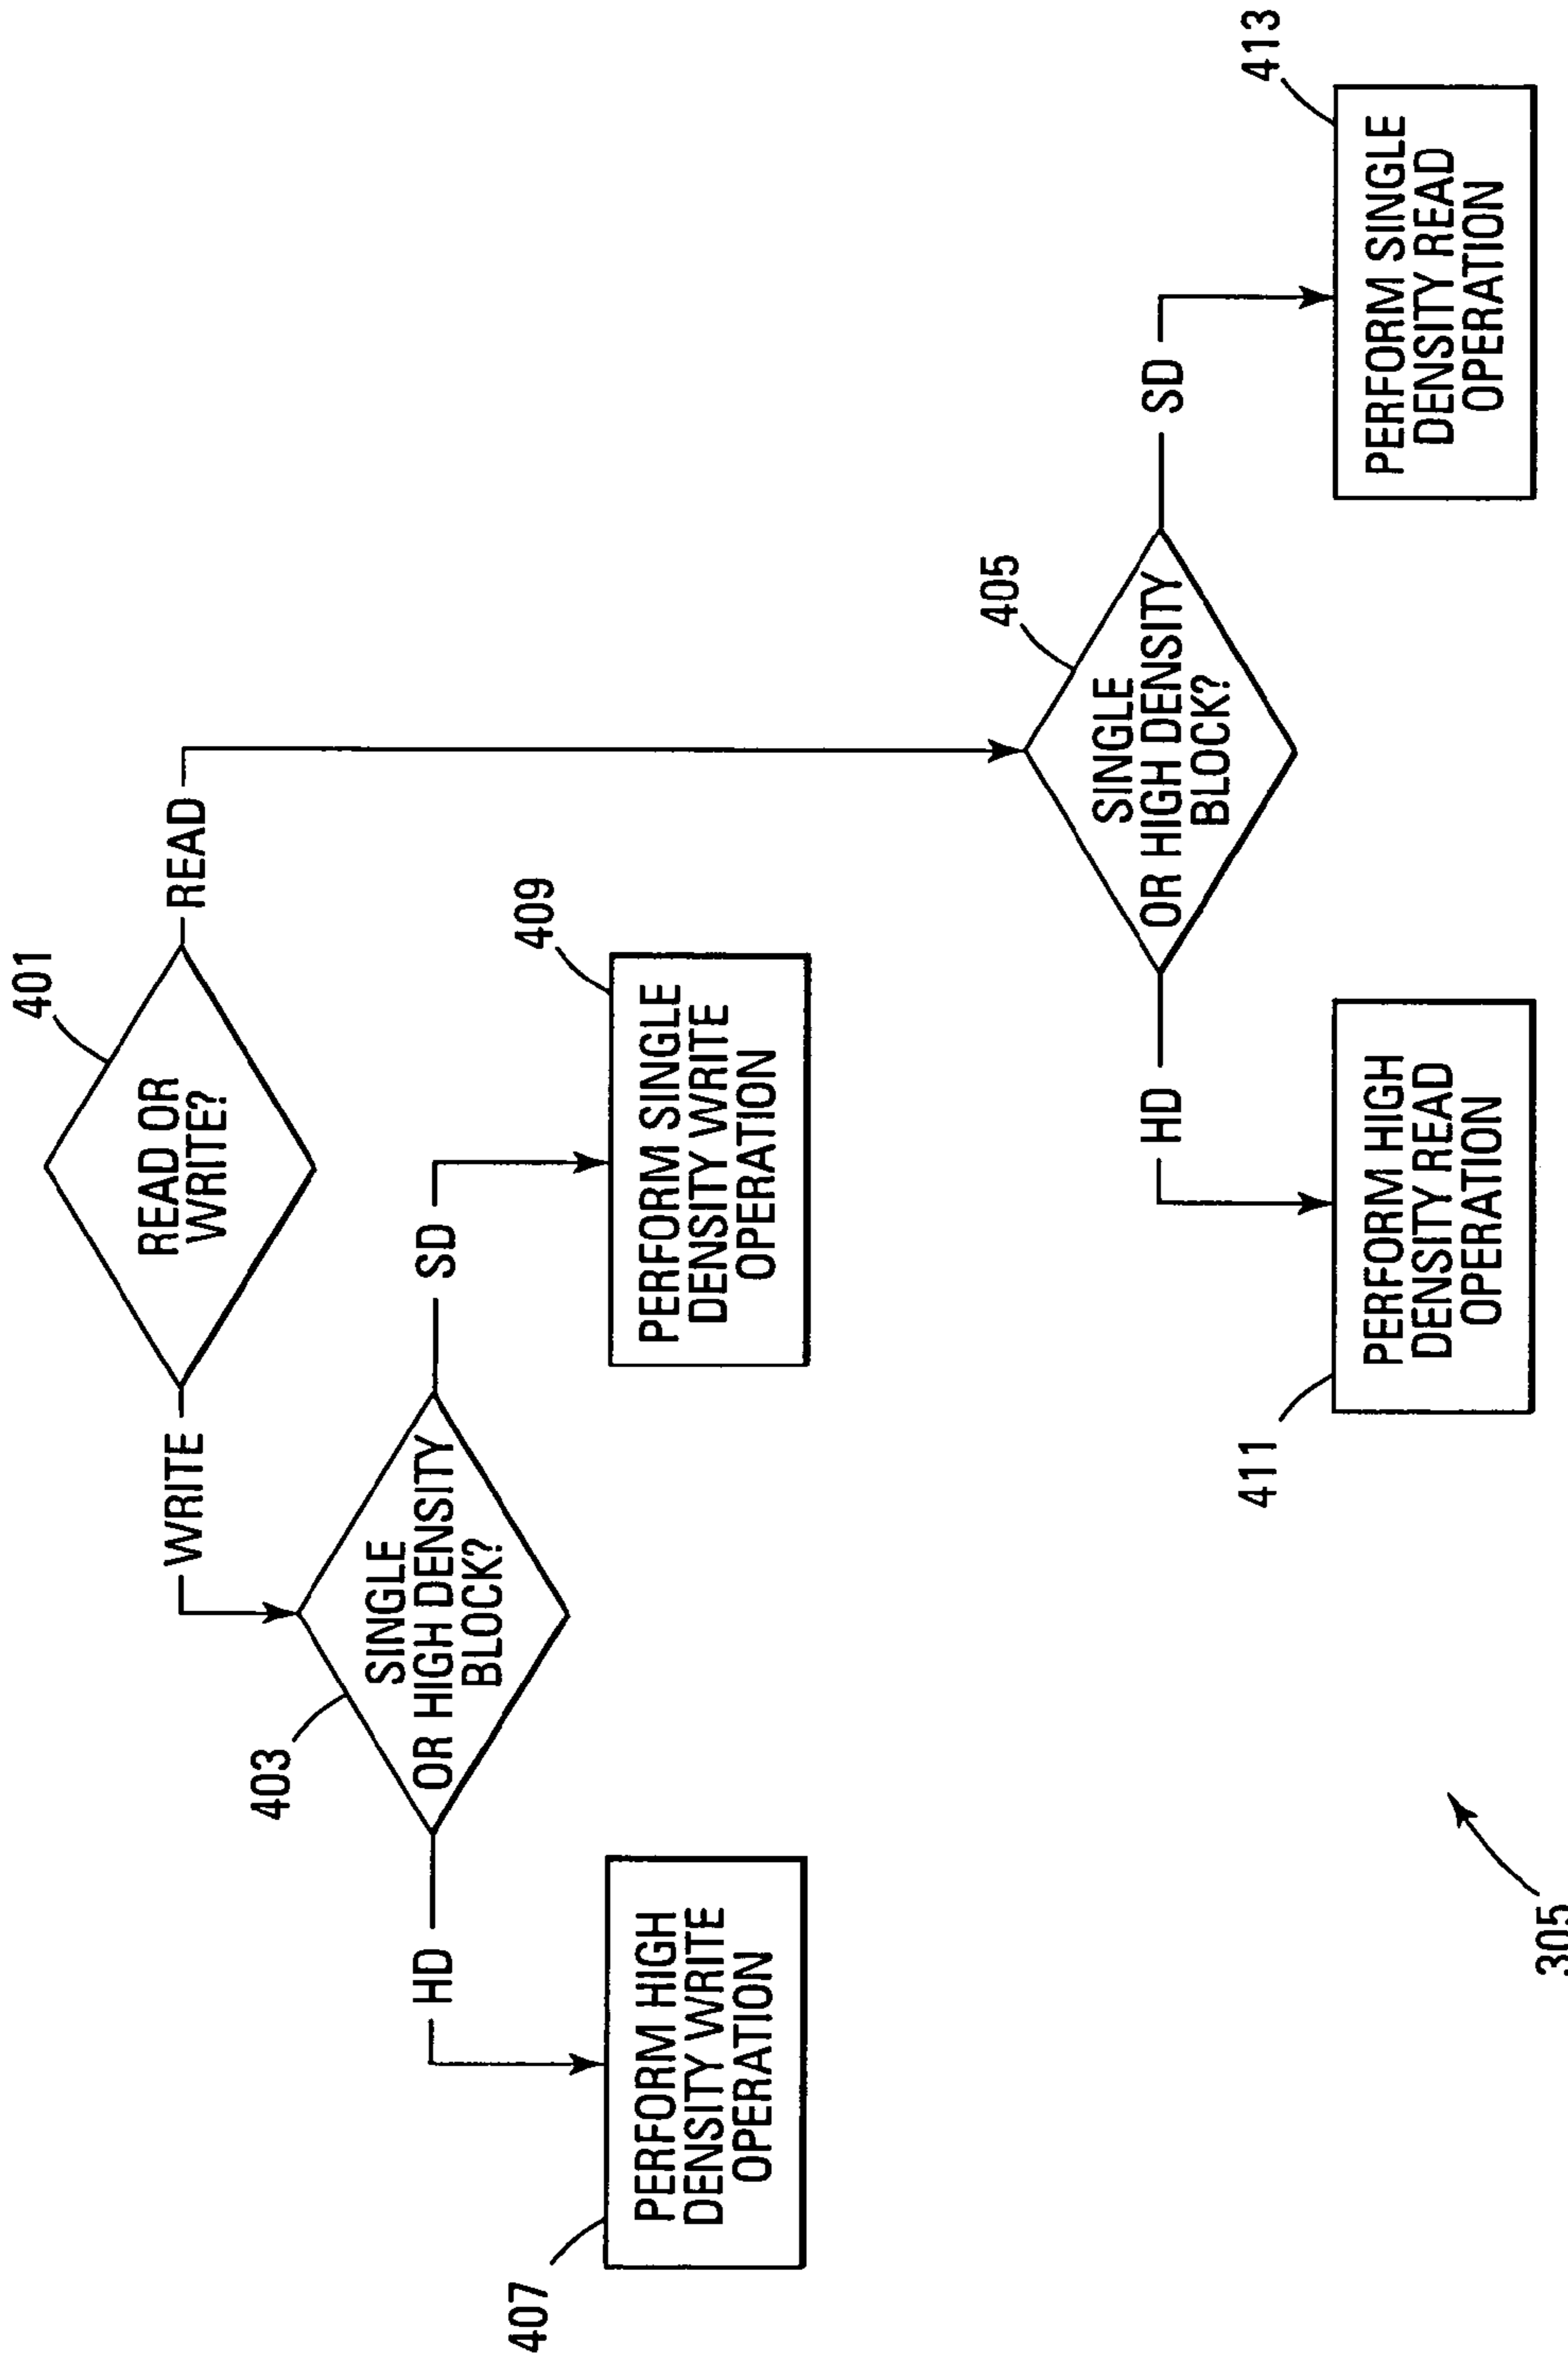 401
READ OR
WRITE?
WRITE
READ
403
SINGLE
OR HIGH DENSITY
BLOCK?
HD
SD
407
PERFORM HIGH
DENSITY WRITE
OPERATION
409
PERFORM SINGLE
DENSITY WRITE
OPERATION
405
SINGLE
OR HIGH DENSITY
BLOCK?
HD
SD
411
PERFORM HIGH
DENSITY READ
OPERATION
413
PERFORM SINGLE
DENSITY READ
OPERATION
305